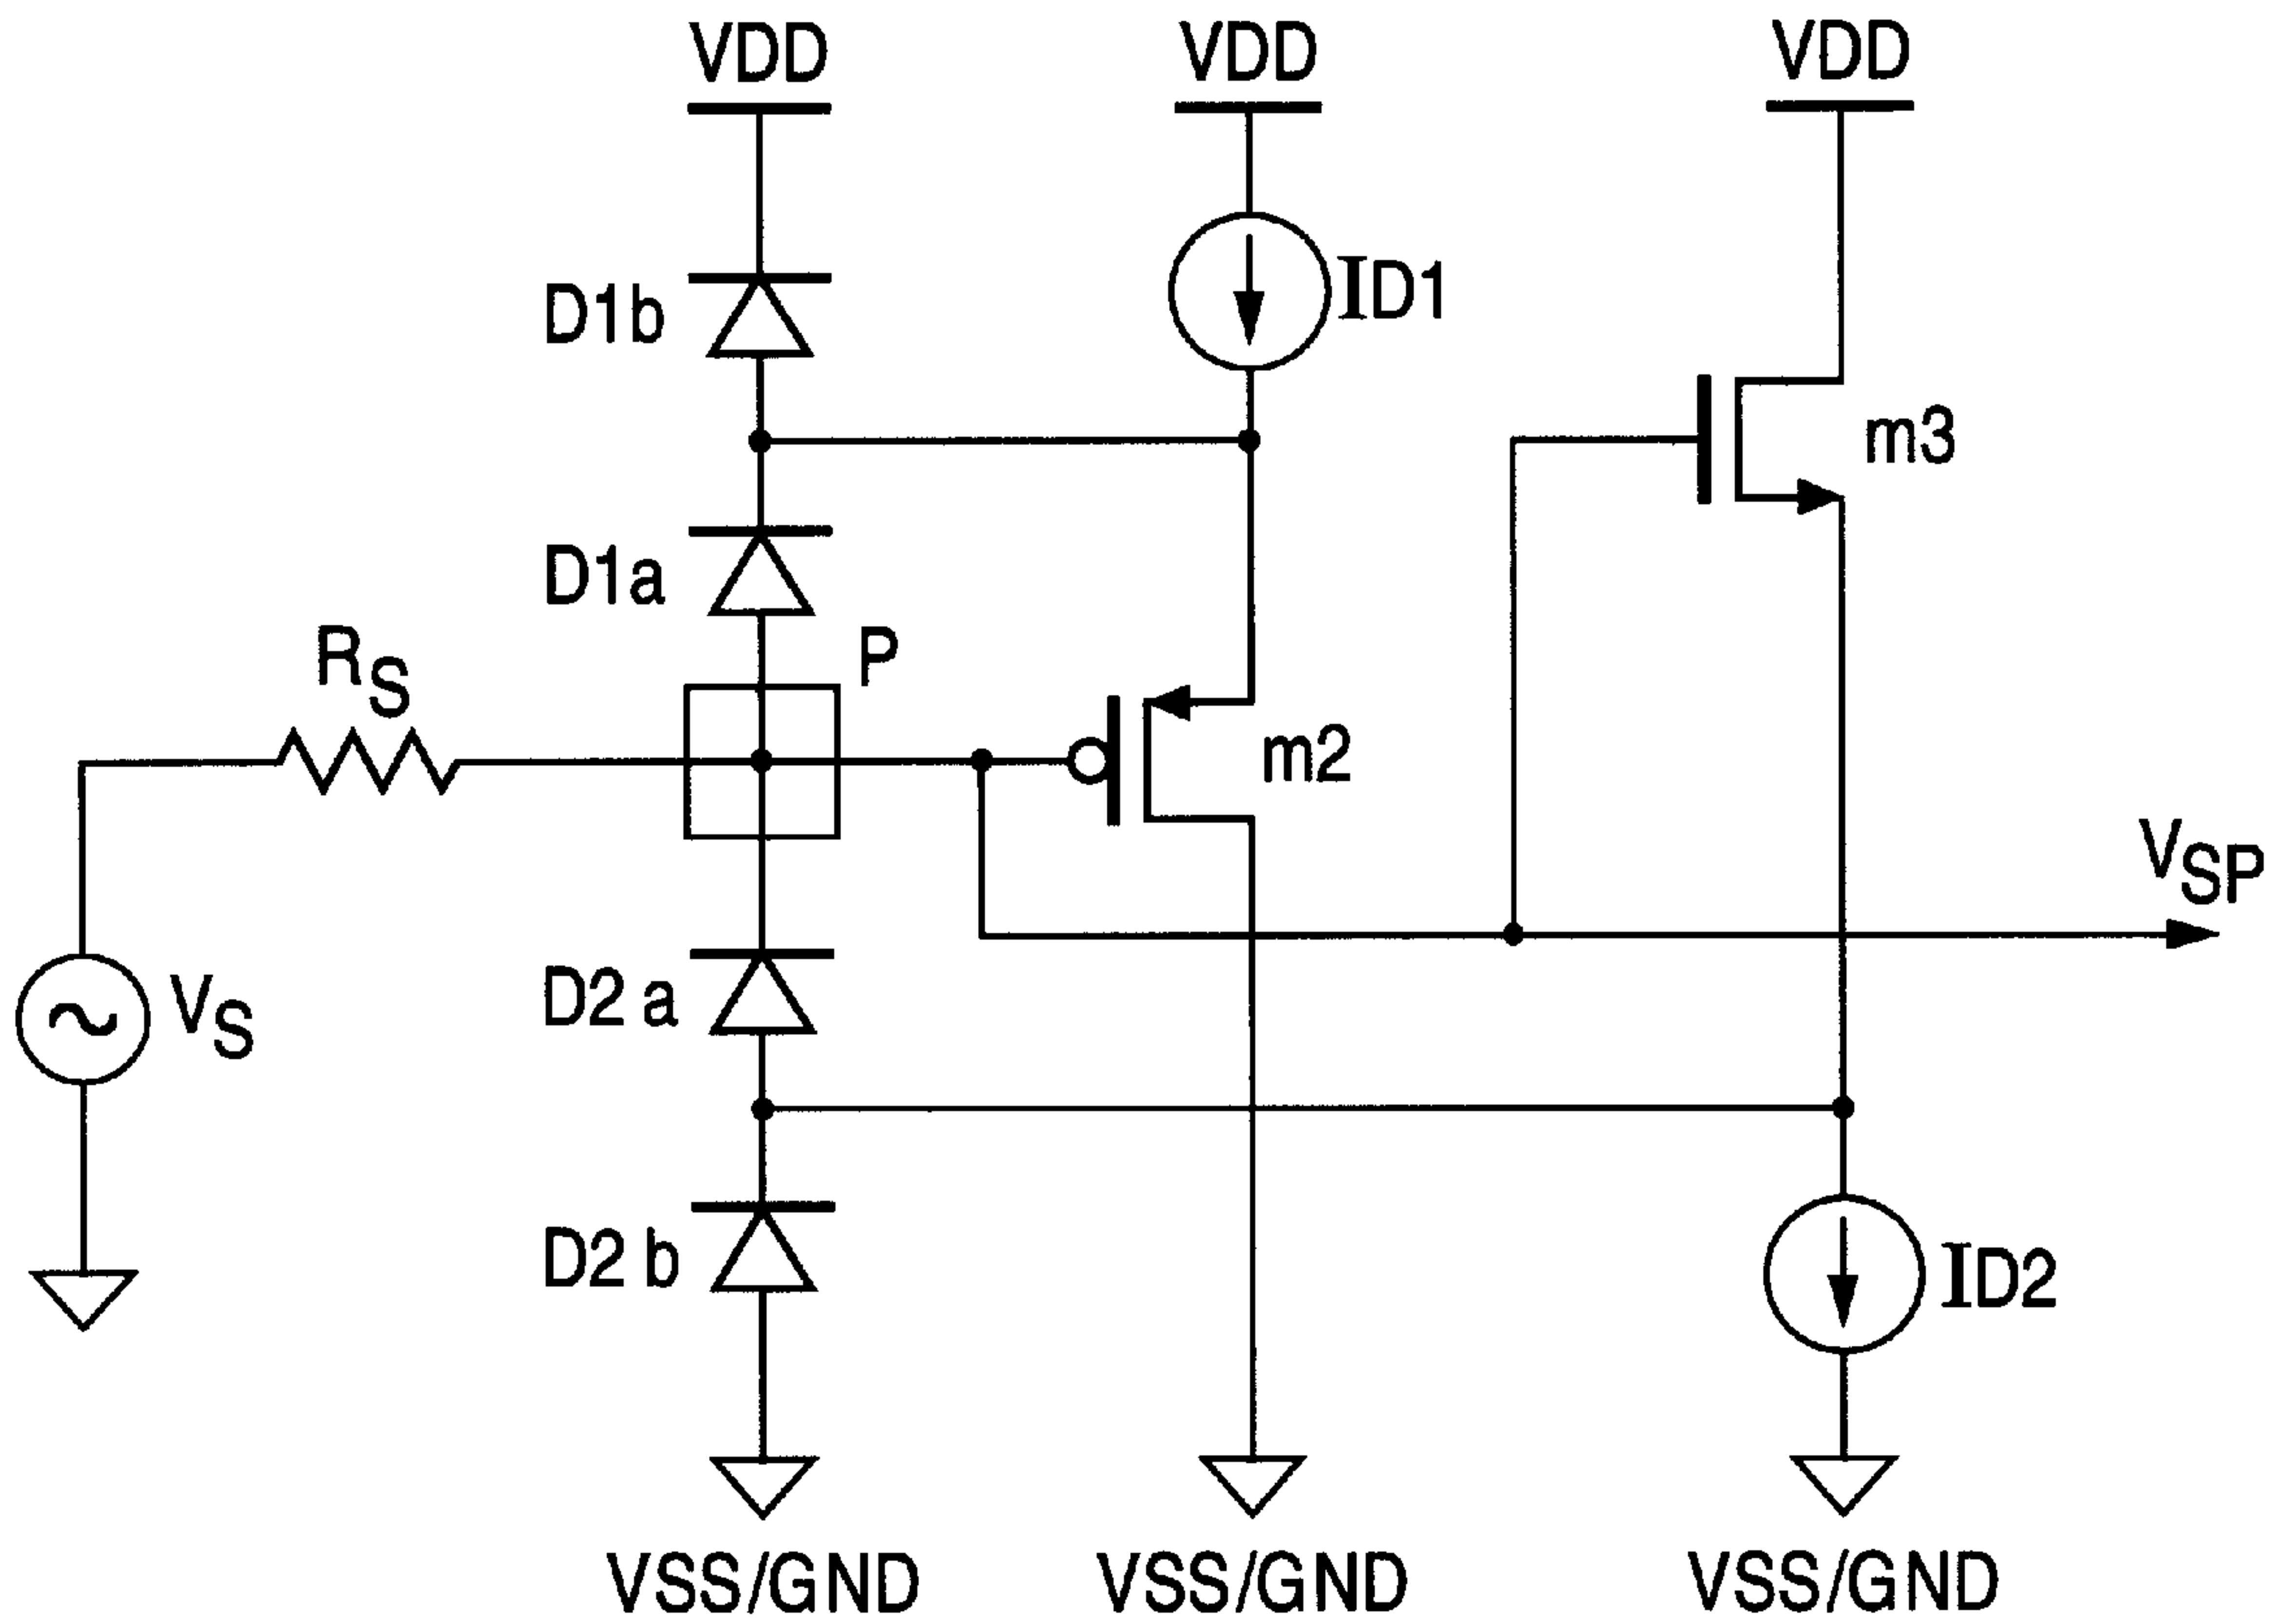 VDD
VDD
VDD
D1b
ID1
m3
D1a
P
RS
m2
VSP
VS
D2 a
D2 b
ID2
VSS/GND
VSS/GND
VSS/GND